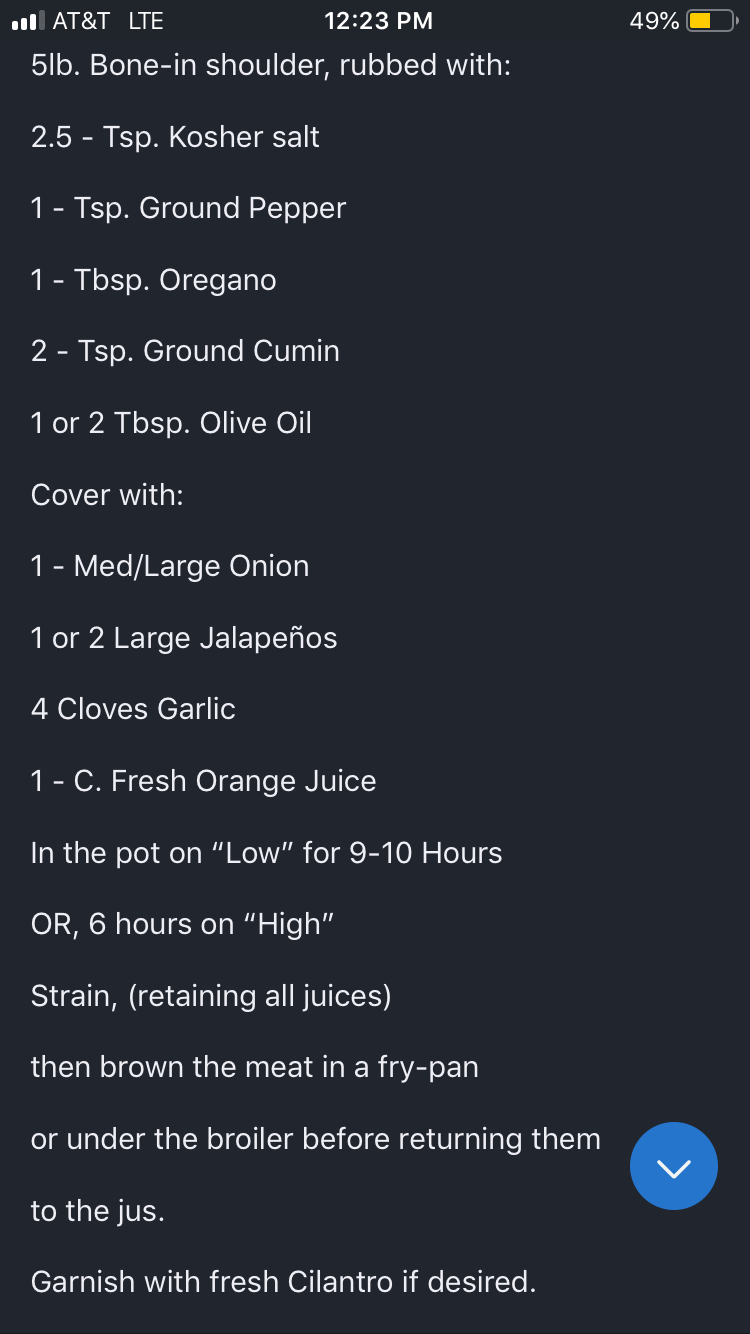 AT&T LTE 12:23 PM 49%
5lb. Bone-in shoulder, rubbed with:
2.5 - Tsp. Kosher salt
1 - Tsp. Ground Pepper
1 - Tbsp. Oregano
2 - Tsp. Ground Cumin
1 or 2 Tbsp. Olive Oil
Cover with:
1 - Med/Large Onion
1 or 2 Large Jalapeños
4 Cloves Garlic
1 - C. Fresh Orange Juice
In the pot on “Low” for 9-10 Hours
OR, 6 hours on “High”
Strain, (retaining all juices)
then brown the meat in a fry-pan
or under the broiler before returning them
to the jus.
Garnish with fresh Cilantro if desired.